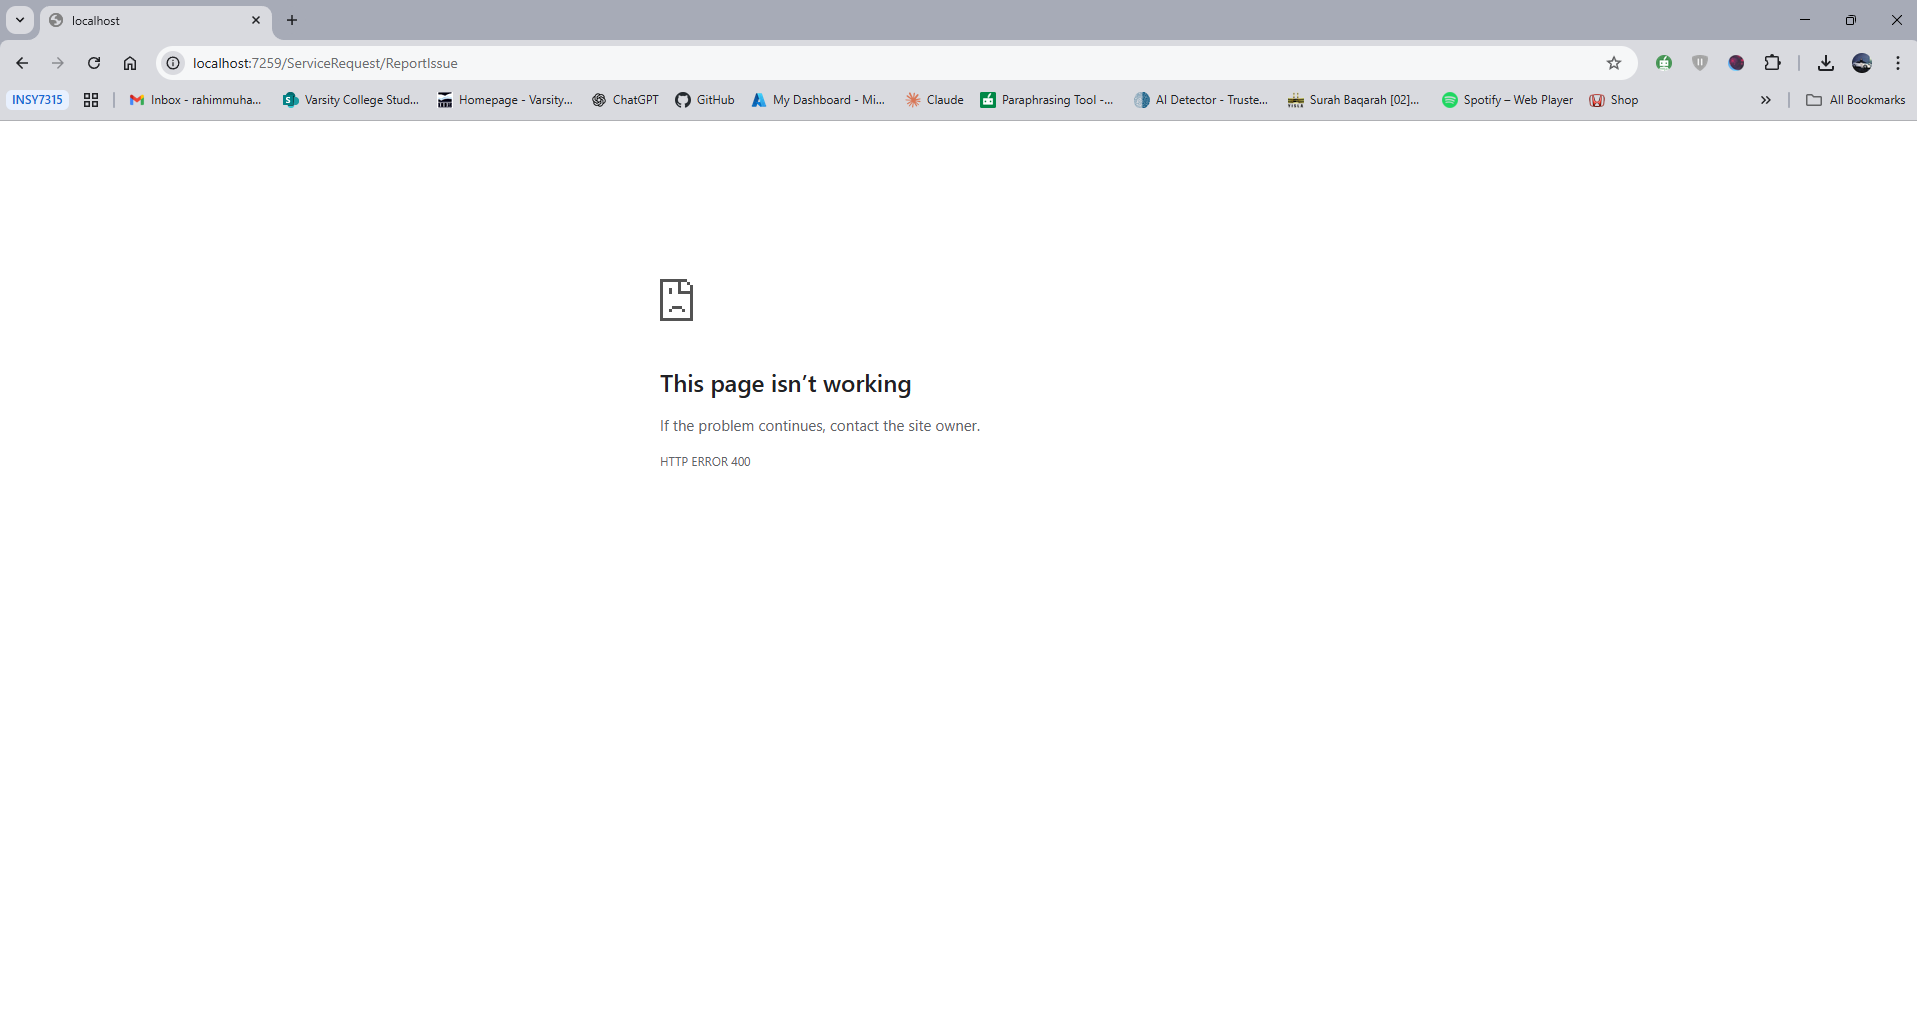 localhost
localhost:7259/ServiceRequest/ReportIssue
INSY7315
Inbox - rahimmuha...
Varsity College Stud...
Homepage - Varsity...
ChatGPT
GitHub
My Dashboard - Mi...
Claude
Paraphrasing Tool -...
AI Detector - Truste...
Surah Baqarah [02]...
Spotify – Web Player
Shop
All Bookmarks
This page isn’t working
If the problem continues, contact the site owner.
HTTP ERROR 400